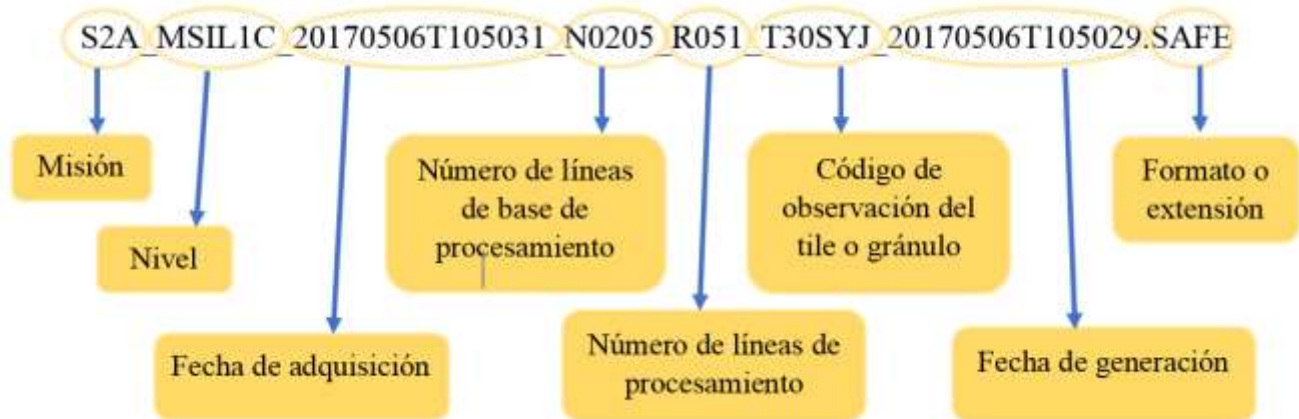 S2A_MSIL1C_20170506T105031_N0205_R051_T30SYJ_20170506T105029.SAFE
Misión
Nivel
Fecha de adquisición
Número de líneas
de base de
procesamiento
Número de líneas de
procesamiento
Código de
observación del
tile o gránulo
Fecha de generación
Formato o
extensión